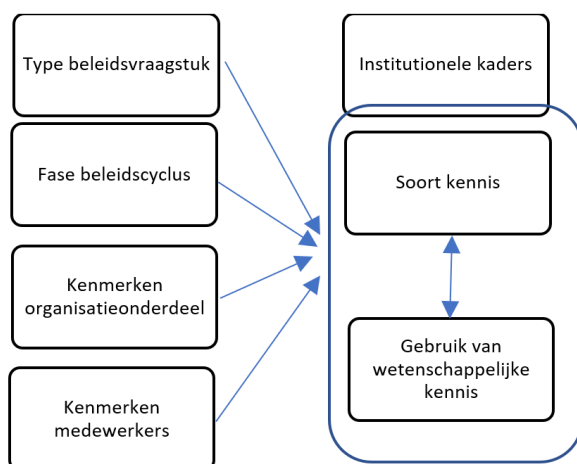 Type beleidsvraagstuk
Institutionele kaders
Fase beleidscyclus
Soort kennis
Kenmerken
organisatieonderdeel
Gebruik van
wetenschappelijke
kennis
Kenmerken
medewerkers